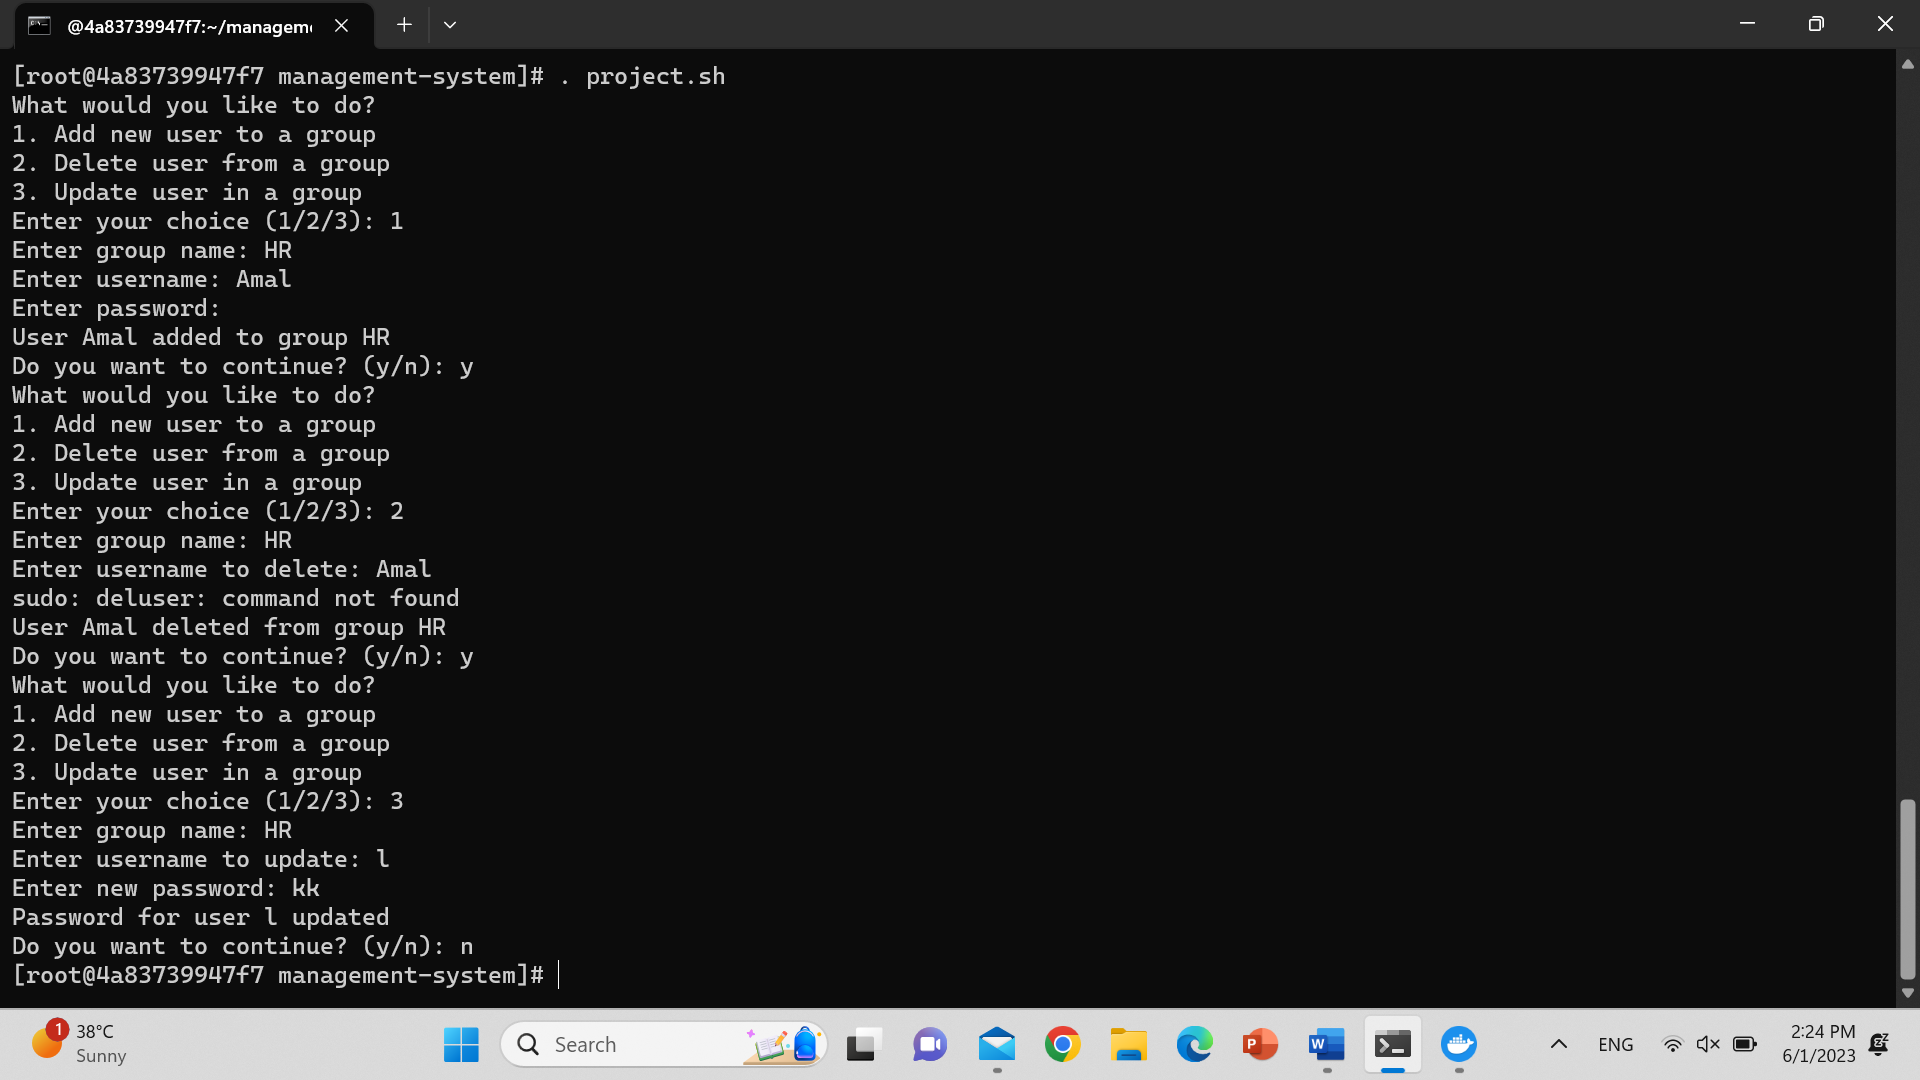 @4a83739947f7:~/managem
[root@4a83739947f7 management-system]# . project.sh
What would you like to do?
1. Add new user to a group
2. Delete user from a group
3. Update user in a group
Enter your choice (1/2/3): 1
Enter group name: HR
Enter username: Amal
Enter password:
User Amal added to group HR
Do you want to continue? (y/n): y
What would you like to do?
1. Add new user to a group
2. Delete user from a group
3. Update user in a group
Enter your choice (1/2/3): 2
Enter group name: HR
Enter username to delete: Amal
sudo: deluser: command not found
User Amal deleted from group HR
Do you want to continue? (y/n): y
What would you like to do?
1. Add new user to a group
2. Delete user from a group
3. Update user in a group
Enter your choice (1/2/3): 3
Enter group name: HR
Enter username to update: l
Enter new password: kk
Password for user l updated
Do you want to continue? (y/n): n
[root@4a83739947f7 management-system]#
1
38°C
Sunny
Search
P
W
ENG
2:24 PM
6/1/2023